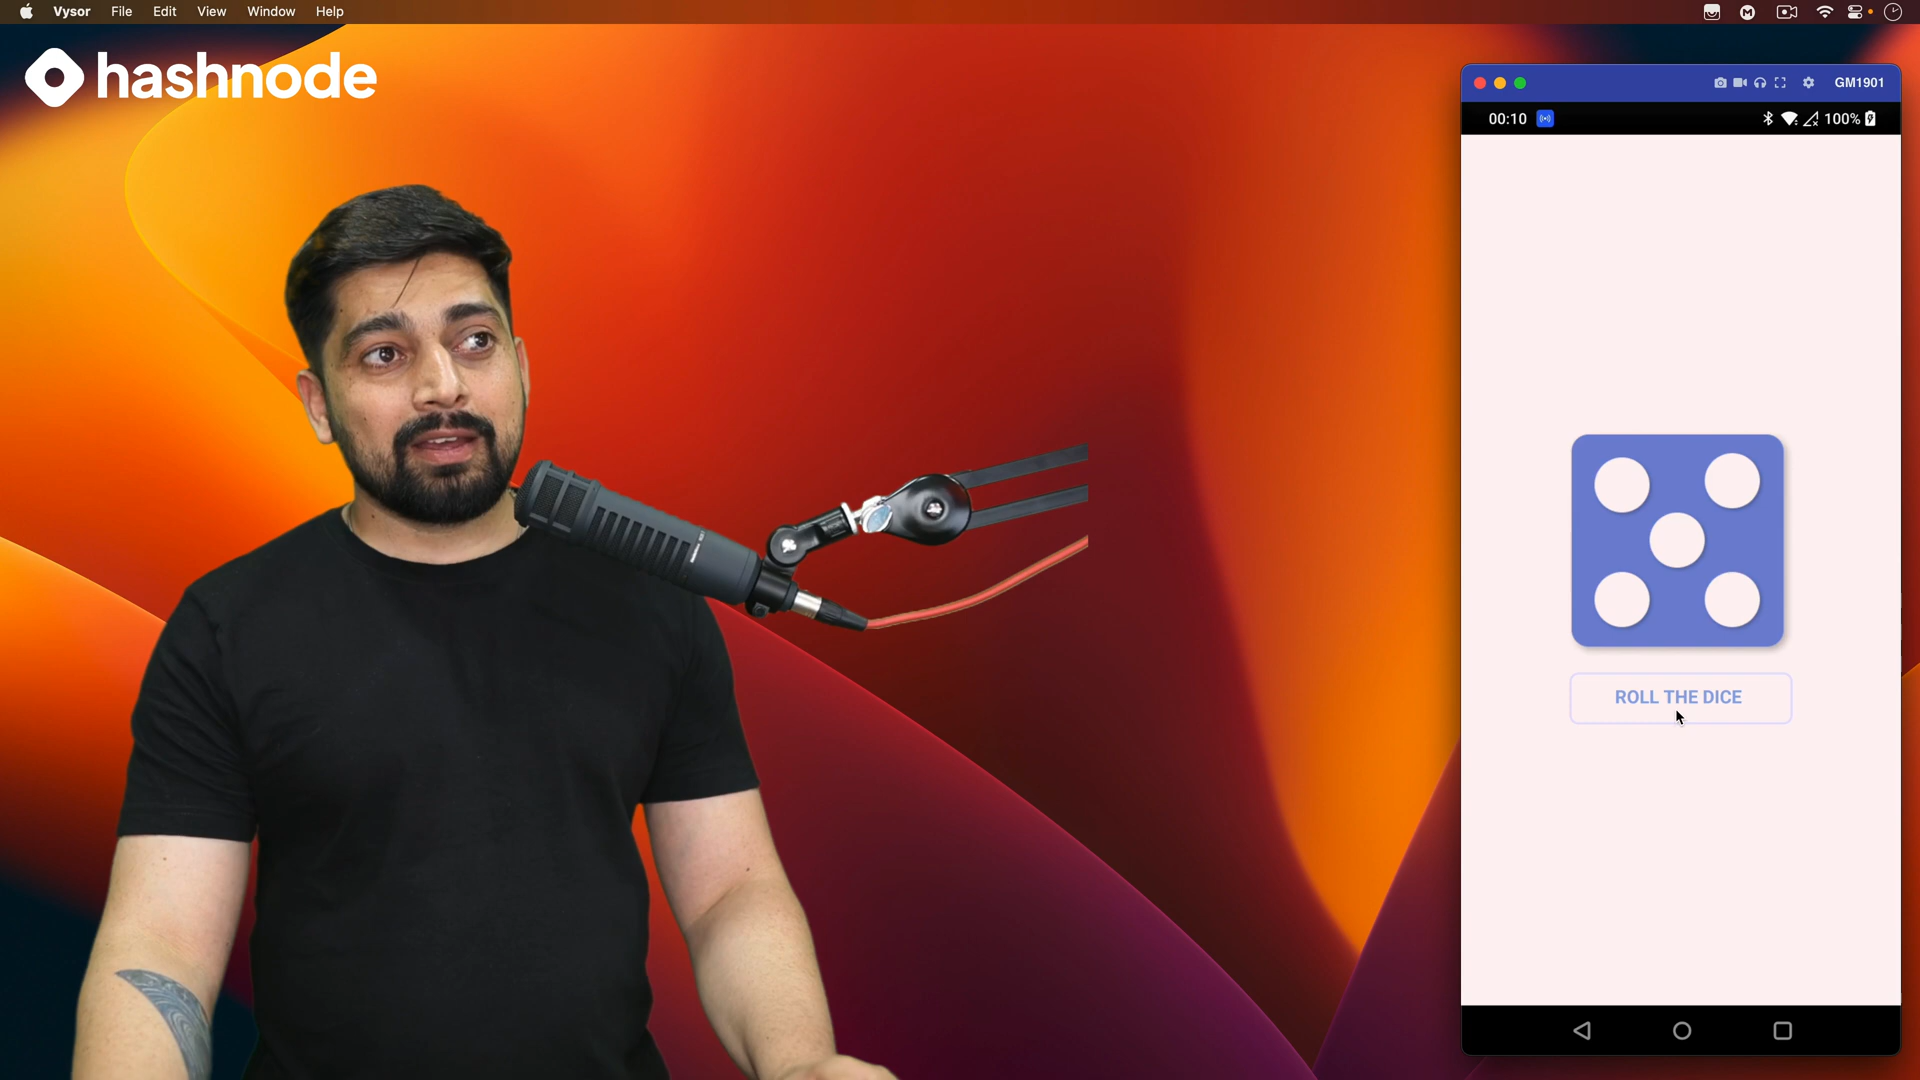 Vysor File Edit View Window Help
hashnode
GM1901
00:10 100%
ROLL THE DICE